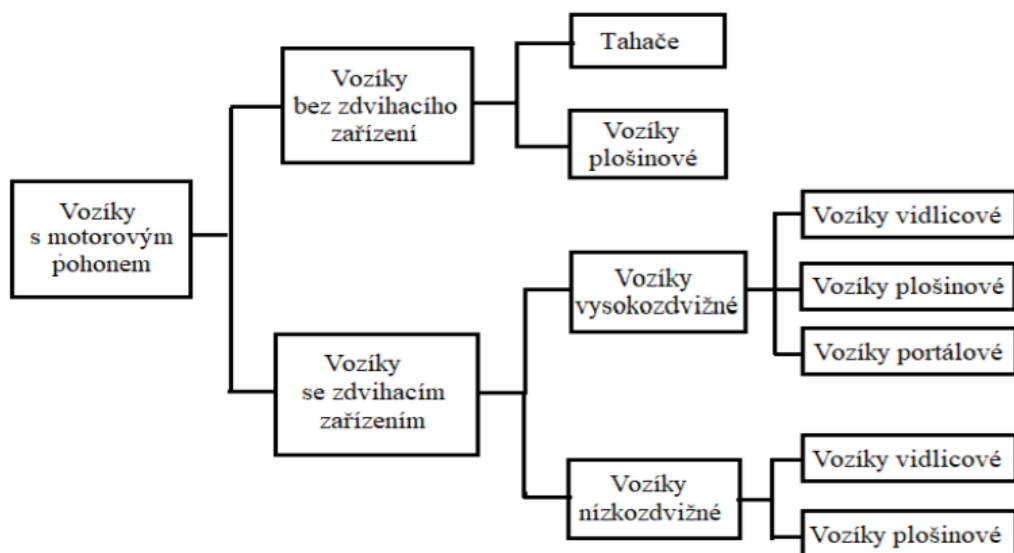 Vozíky
s motorovým
pohonem
Vozíky
bez zdvihacího
zařízení
Tahače
Vozíky
plošinové
Vozíky
se zdvihacím
zařízením
Vozíky
vysokozdvižné
Vozíky vidlicové
Vozíky plošinové
Vozíky portálové
Vozíky
nízkozdvižné
Vozíky vidlicové
Vozíky plošinové